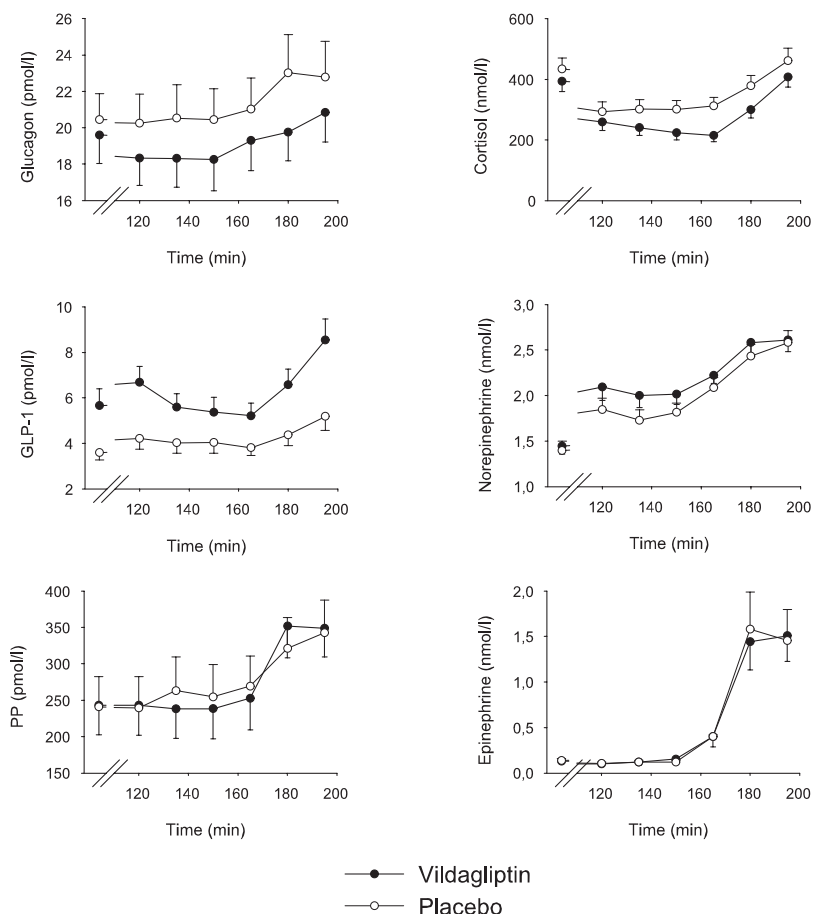 Glucagon (pmol/l)
26
24
22
20
18
16
120 140 160 180 200
Time (min)
Cortisol (nmol/l)
600
400
200
0
120 140 160 180 200
Time (min)
GLP-1 (pmol/l)
10
8
6
4
2
120 140 160 180 200
Time (min)
Norepinephrine (nmol/l)
3,0
2,5
2,0
1,5
1,0
120 140 160 180 200
Time (min)
PP (pmol/l)
400
350
300
250
200
150
120 140 160 180 200
Time (min)
Epinephrine (nmol/l)
2,0
1,5
1,0
0,5
0,0
120 140 160 180 200
Time (min)
Vildagliptin
Placebo